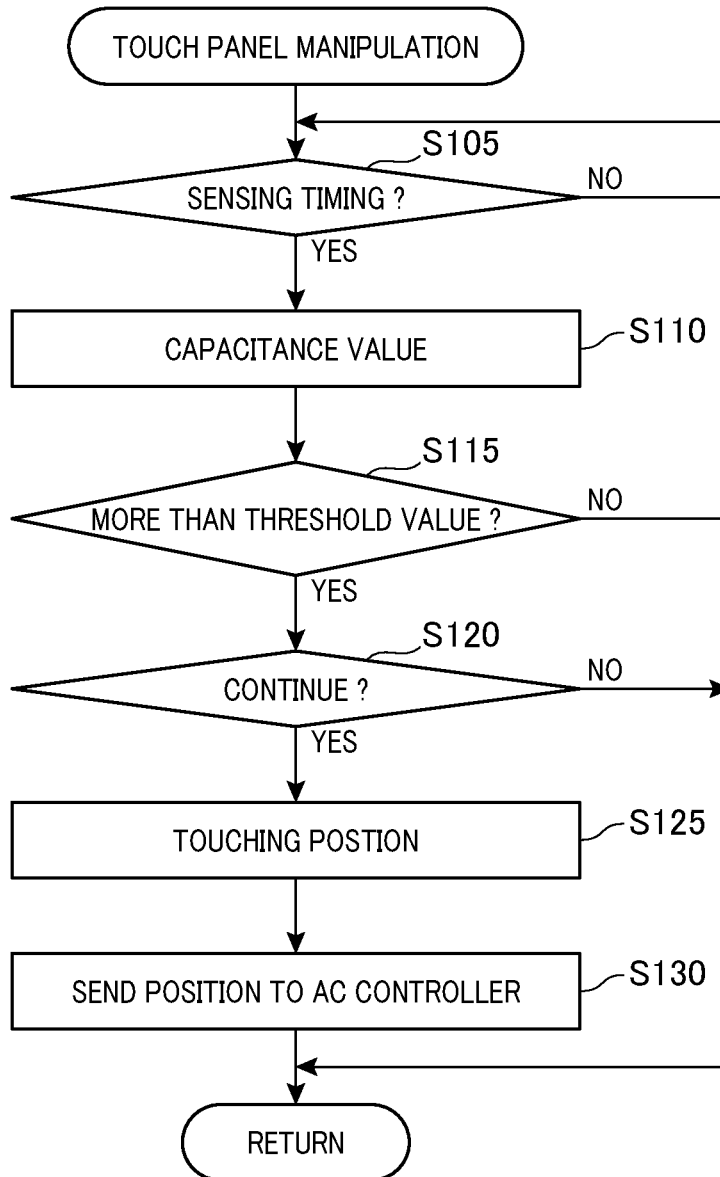 TOUCH PANEL MANIPULATION
S105
SENSING TIMING ?
NO
YES
CAPACITANCE VALUE
S110
S115
MORE THAN THRESHOLD VALUE ?
NO
YES
S120
CONTINUE ?
NO
YES
TOUCHING POSTION
S125
SEND POSITION TO AC CONTROLLER
S130
RETURN